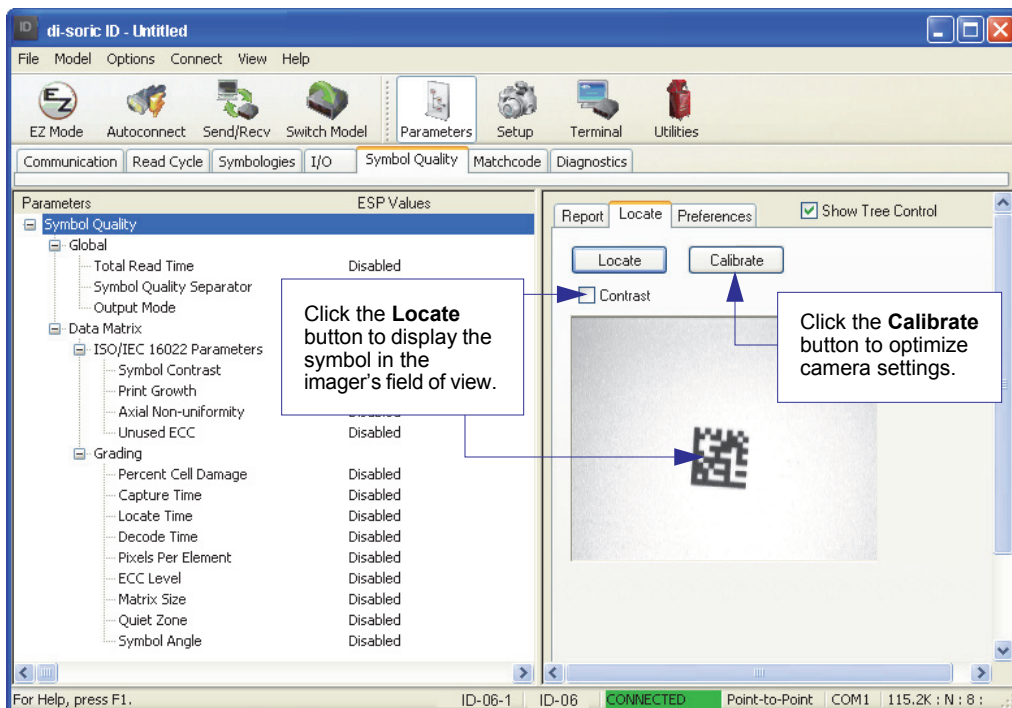 ID di-soric ID - Untitled
File Model Options Connect View Help
EZ
EZ Mode Autoconnect Send/Recv Switch Model Parameters Setup Terminal Utilities
Communication Read Cycle Symbologies I/O Symbol Quality Matchcode Diagnostics
Parameters ESP Values
Symbol Quality
Global
Total Read Time Disabled
Symbol Quality Separator
Output Mode
Data Matrix
ISO/IEC 16022 Parameters
Symbol Contrast
Print Growth
Axial Non-uniformity
Unused ECC Disabled
Grading
Percent Cell Damage Disabled
Capture Time Disabled
Locate Time Disabled
Decode Time Disabled
Pixels Per Element Disabled
ECC Level Disabled
Matrix Size Disabled
Quiet Zone Disabled
Symbol Angle Disabled
Click the Locate
button to display the
symbol in the
imager's field of view.
Report Locate Preferences Show Tree Control
Locate Calibrate
Contrast
Click the Calibrate
button to optimize
camera settings.
For Help, press F1. ID-06-1 ID-06 CONNECTED Point-to-Point COM1 115.2K : N : 8 :